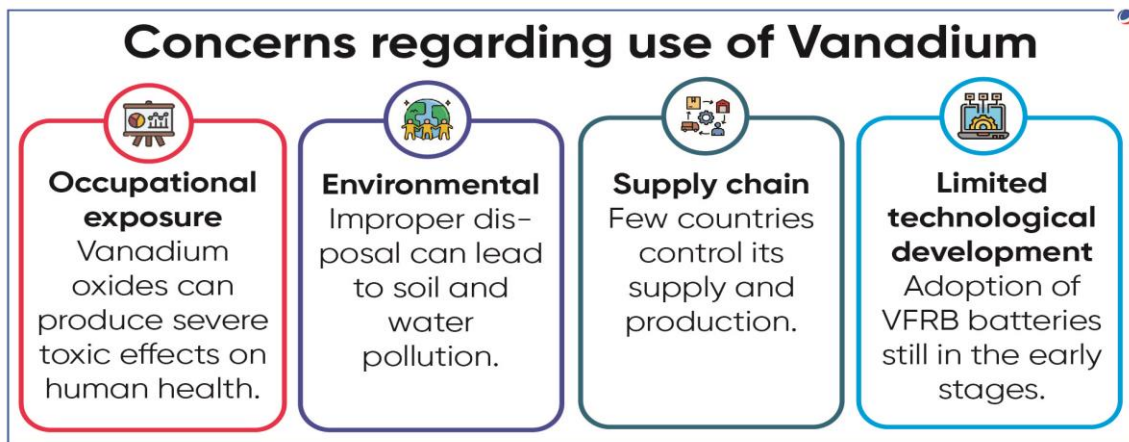 Concerns regarding use of Vanadium
Occupational
exposure
Vanadium
oxides can
produce severe
toxic effects on
human health.
Environmental
Improper dis-
posal can lead
to soil and
water
pollution.
Supply chain
Few countries
control its
supply and
production.
Limited
technological
development
Adoption of
VFRB batteries
still in the early
stages.